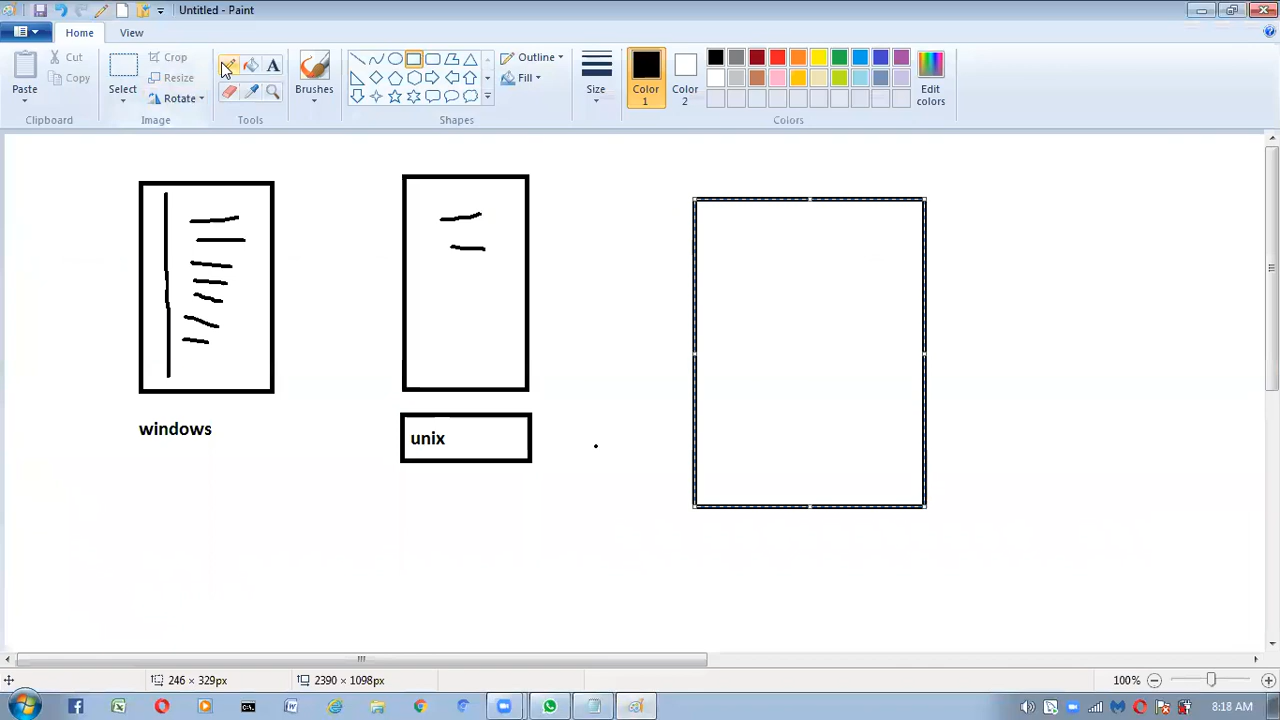 Untitled - Paint
Home
View
Paste
Cut
Copy
Clipboard
Select
Crop
Resize
Rotate
Image
Tools
Brushes
Shapes
Outline
Fill
Size
Color
1
Color
2
Edit
colors
Colors
windows
unix
246 × 329px
2390 × 1098px
100%
8:18 AM